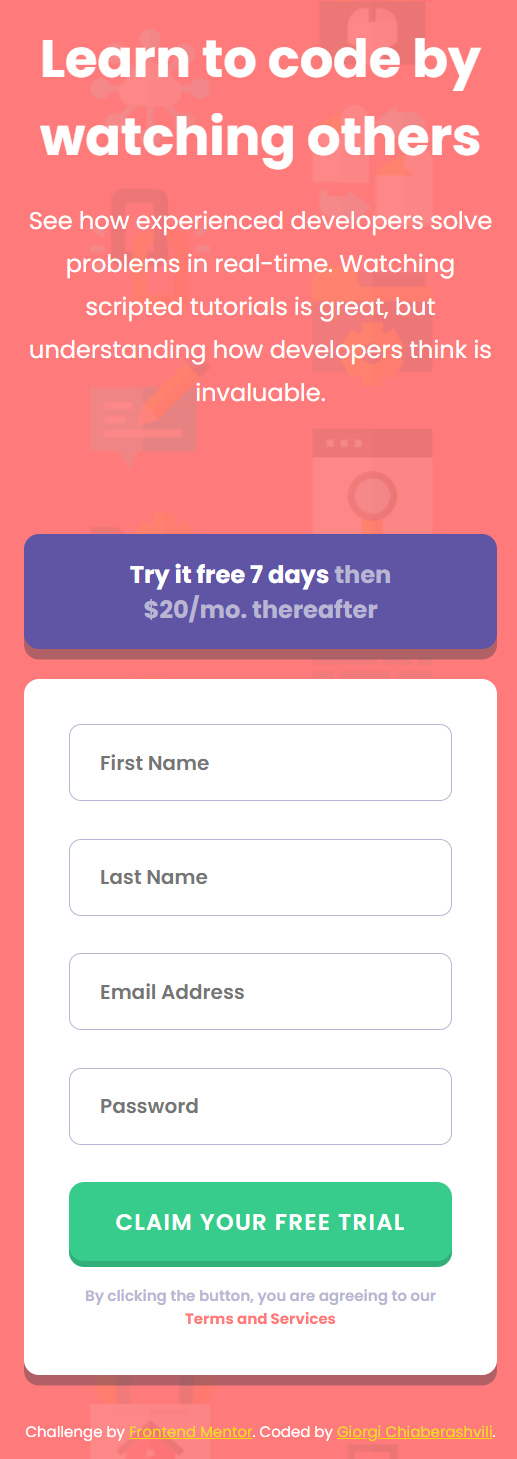 Learn to code by
watching others
See how experienced developers solve
problems in real-time. Watching
scripted tutorials is great, but
understanding how developers think is
invaluable.
Try it free 7 days then
$20/mo. thereafter
First Name
Last Name
Email Address
Password
CLAIM YOUR FREE TRIAL
By clicking the button, you are agreeing to our
Terms and Services
Challenge by Frontend Mentor. Coded by Giorgi Chiaberashvili.